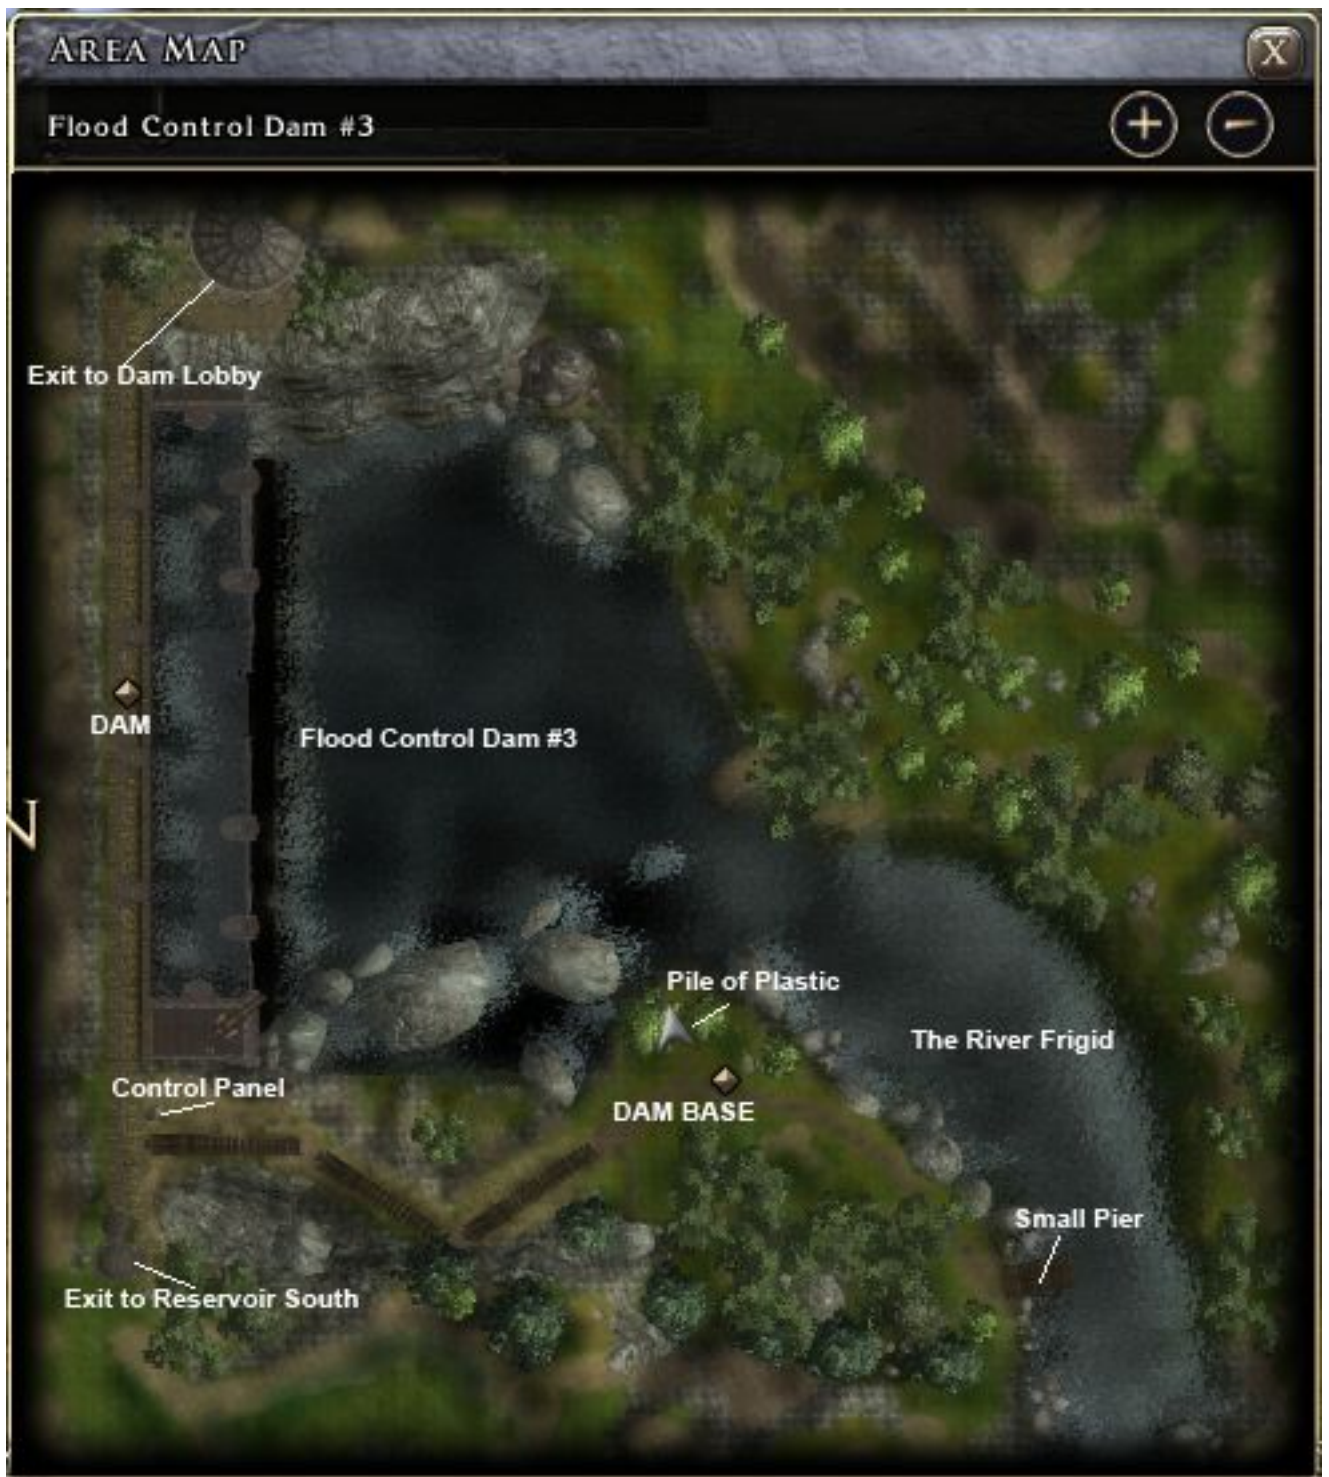 AREA MAP
X
Flood Control Dam #3
+ -
Exit to Dam Lobby
DAM
Flood Control Dam #3
N
Pile of Plastic
The River Frigid
Control Panel
DAM BASE
Small Pier
Exit to Reservoir South